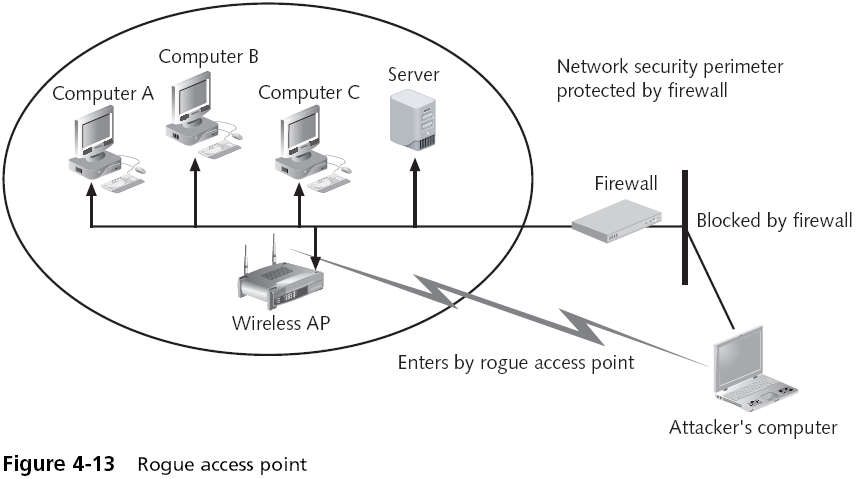 Computer B
Computer A
Computer C
Server
Network security perimeter
protected by firewall
Firewall
Blocked by firewall
Wireless AP
Enters by rogue access point
Attacker's computer
Figure 4-13 Rogue access point